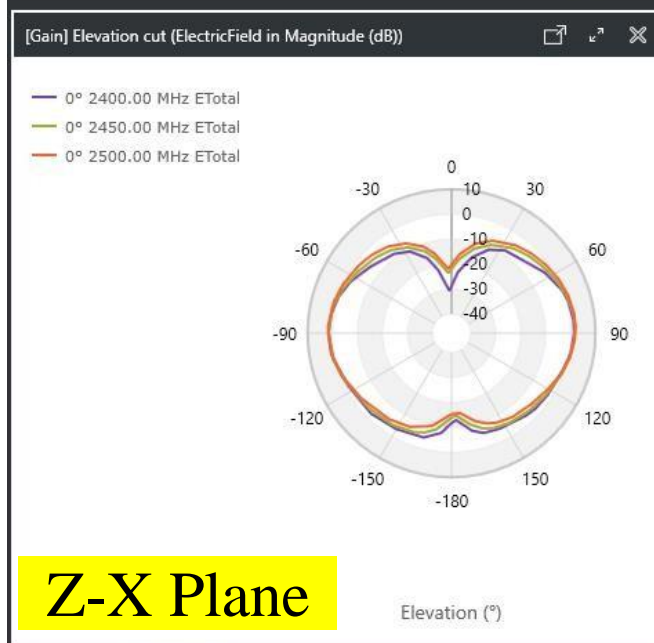 [Gain] Elevation cut (ElectricField in Magnitude (dB))
0° 2400.00 MHz ETotal
0° 2450.00 MHz ETotal
0° 2500.00 MHz ETotal
0
-30 10 30
0
-60 -10 60
-20
-30
-40
-90 90
-120 120
-150 150
-180
Z-X Plane
Elevation (°)